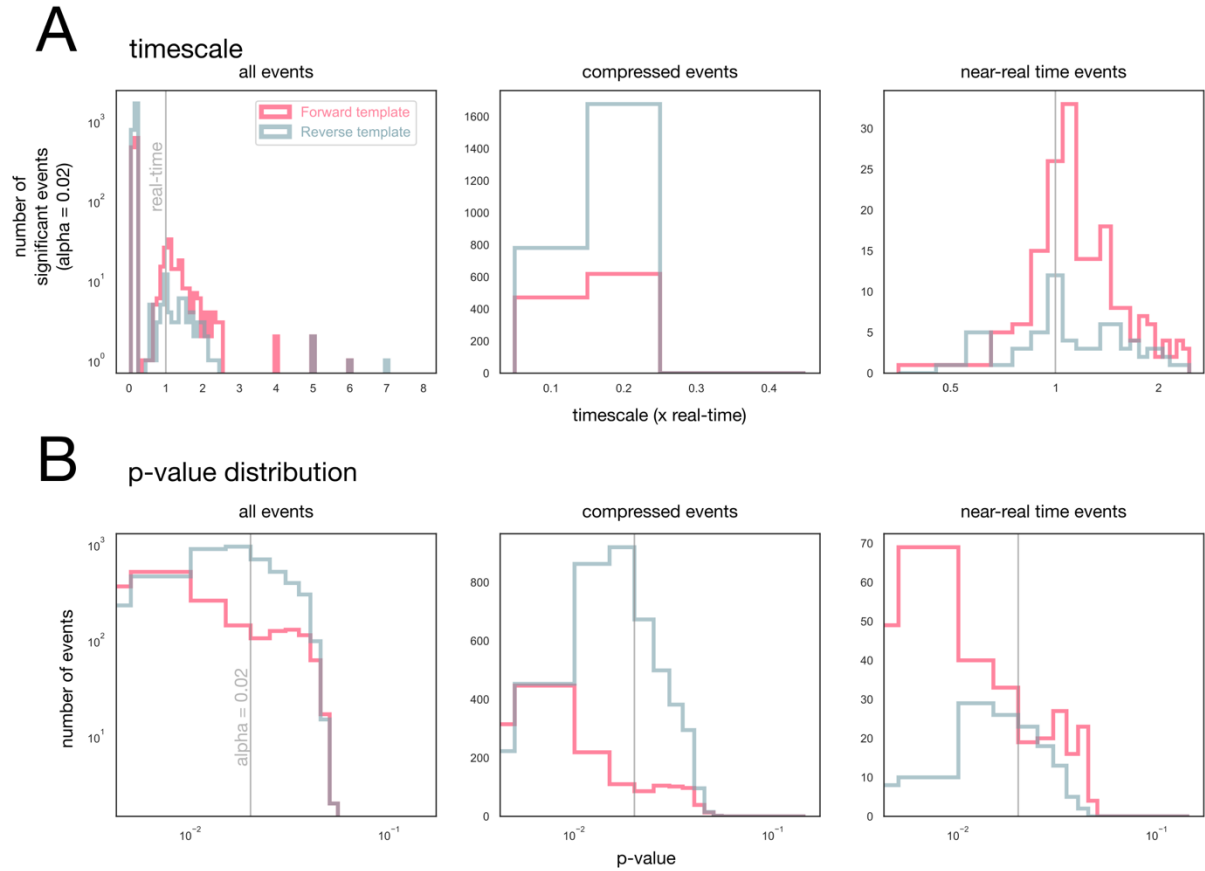 A
timescale
all events
compressed events
near-real time events
number of
significant events
(alpha = 0.02)
10³
10²
10¹
10⁰
real-time
Forward template
Reverse template
0 1 2 3 4 5 6 7 8
1600
1400
1200
1000
800
600
400
200
0
0.1 0.2 0.3 0.4
30
25
20
15
10
5
0
0.5 1 2
timescale (x real-time)
B
p-value distribution
all events
compressed events
near-real time events
number of events
10³
10²
10¹
alpha = 0.02
10⁻² 10⁻¹
800
600
400
200
0
10⁻² 10⁻¹
70
60
50
40
30
20
10
0
10⁻² 10⁻¹
p-value